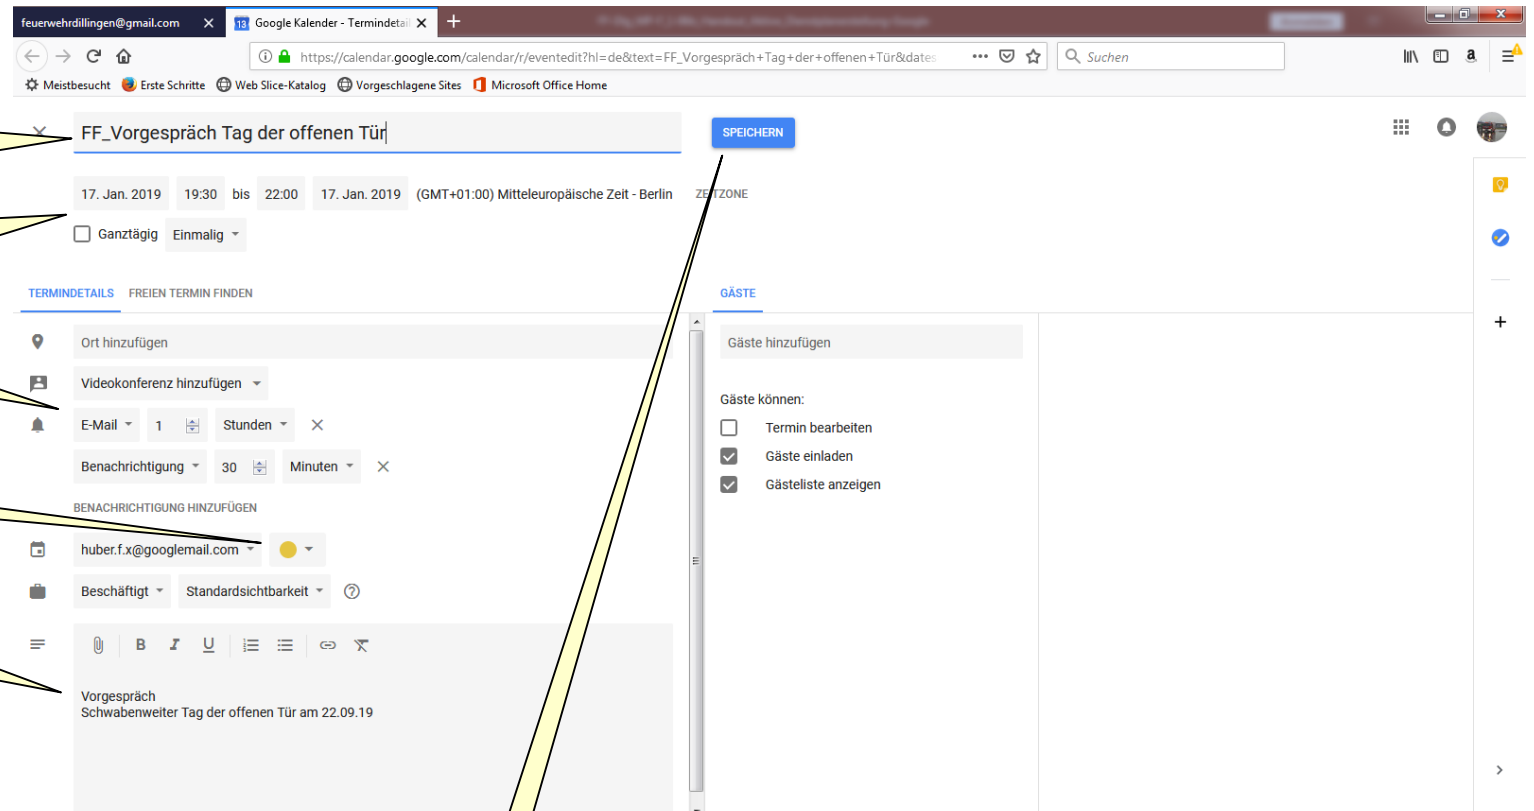 feuerwehrdillingen@gmail.com
13 Google Kalender - Termindetail
https://calendar.google.com/calendar/r/eventedit?hl=de&text=FF_Vorgespräch+Tag+der+offenen+Tür&dates
Suchen
Meistbesucht Erste Schritte Web Slice-Katalog Vorgeschlagene Sites Microsoft Office Home
FF_Vorgespräch Tag der offenen Tür
SPEICHERN
17. Jan. 2019 19:30 bis 22:00 17. Jan. 2019 (GMT+01:00) Mitteleuropäische Zeit - Berlin ZEITZONE
Ganztägig Einmalig
TERMINDETAILS FREIEN TERMIN FINDEN
GÄSTE
Ort hinzufügen
Gäste hinzufügen
Videokonferenz hinzufügen
Gäste können:
E-Mail 1 Stunden
Termin bearbeiten
Gäste einladen
Benachrichtigung 30 Minuten
Gästeliste anzeigen
BENACHRICHTIGUNG HINZUFÜGEN
huber.f.x@googlemail.com
Beschäftigt Standardsichtbarkeit
B I U
Vorgespräch
Schwabenweiter Tag der offenen Tür am 22.09.19